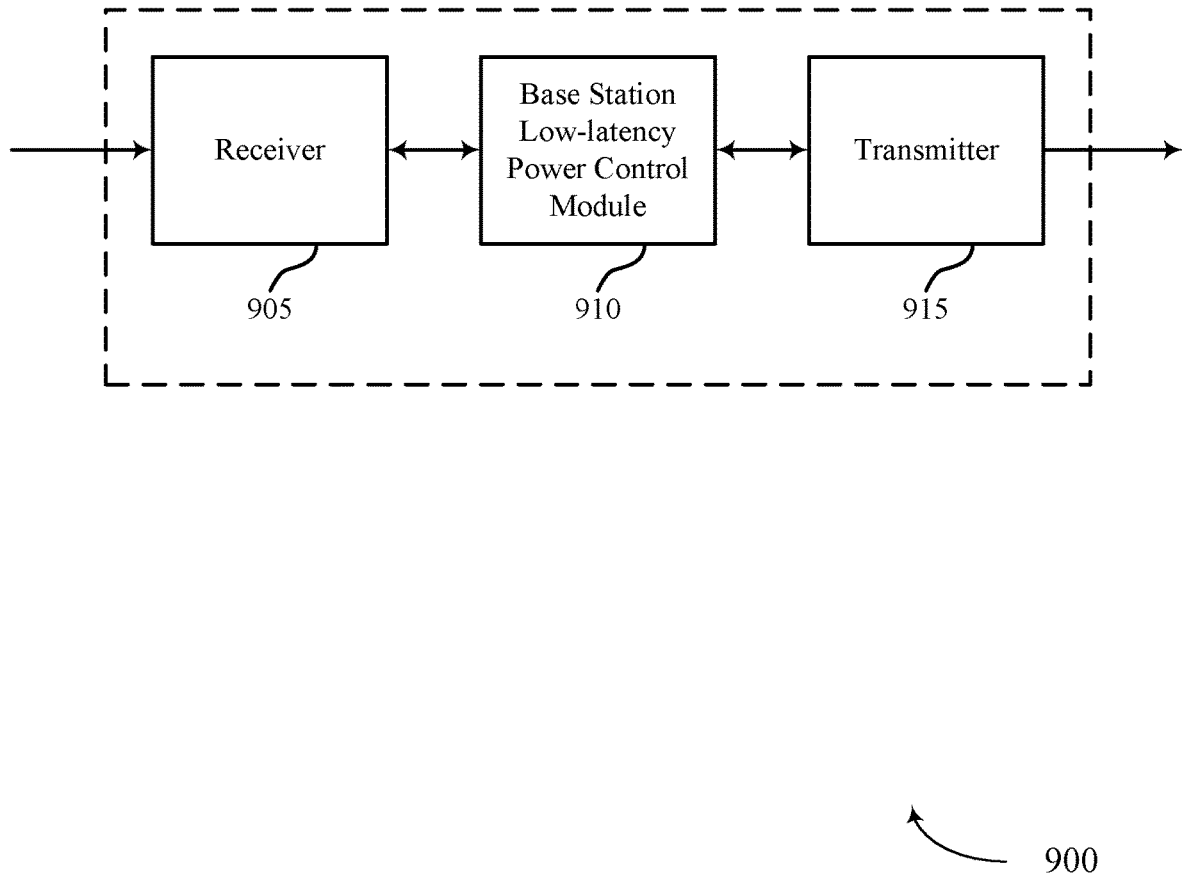 Receiver
Base Station
Low-latency
Power Control
Module
Transmitter
905
910
915
900